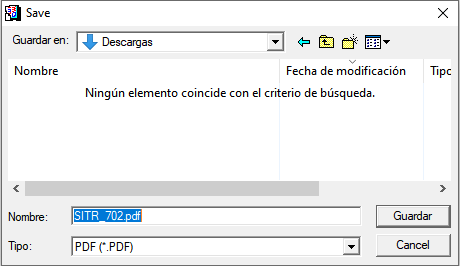 Save
Guardar en: Descargas
Nombre Fecha de modificación Tipo
Ningún elemento coincide con el criterio de búsqueda.
Nombre: SITR_702.pdf Guardar
Tipo: PDF (*.PDF) Cancel